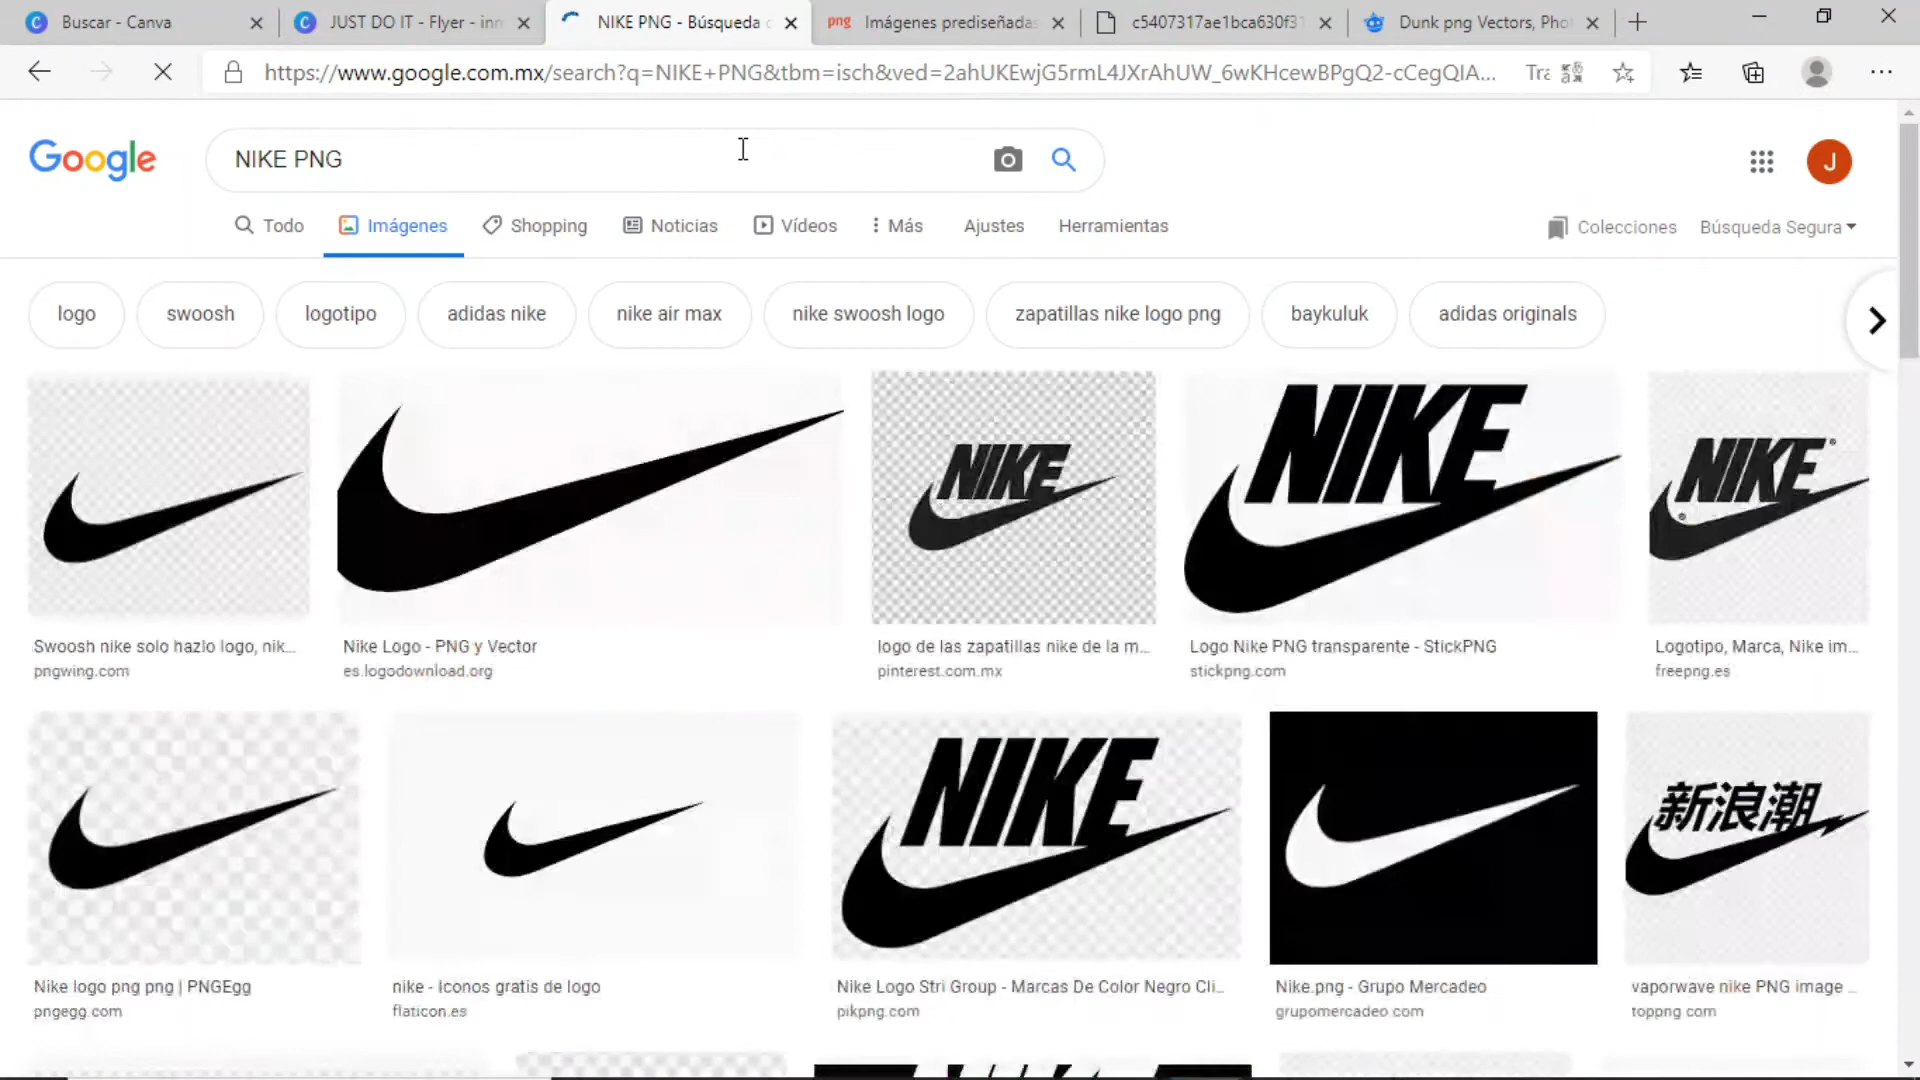 Buscar - Canva
JUST DO IT - Flyer - inn
NIKE PNG - Búsqueda
png Imágenes prediseñadas
c5407317ae1bca630f31
Dunk png Vectors, Pho
https://www.google.com.mx/search?q=NIKE+PNG&tbm=isch&ved=2ahUKEwjG5rmL4JXrAhUW_6wKHcewBPgQ2-cCegQIA...
Google
NIKE PNG
J
Todo Imágenes Shopping Noticias Vídeos Más Ajustes Herramientas Colecciones Búsqueda Segura
logo swoosh logotipo adidas nike nike air max nike swoosh logo zapatillas nike logo png baykuluk adidas originals
NIKE
NIKE
NIKE
Swoosh nike solo hazlo logo, nik...
pngwing.com
Nike Logo - PNG y Vector
es.logodownload.org
logo de las zapatillas nike de la m...
pinterest.com.mx
Logo Nike PNG transparente - StickPNG
stickpng.com
Logotipo, Marca, Nike im...
freepng.es
NIKE
新浪潮
Nike logo png png | PNGEgg
pngegg.com
nike - Iconos gratis de logo
flaticon.es
Nike Logo Stri Group - Marcas De Color Negro Cli...
pikpng.com
Nike.png - Grupo Mercadeo
grupomercadeo.com
vaporwave nike PNG image ...
toppng.com